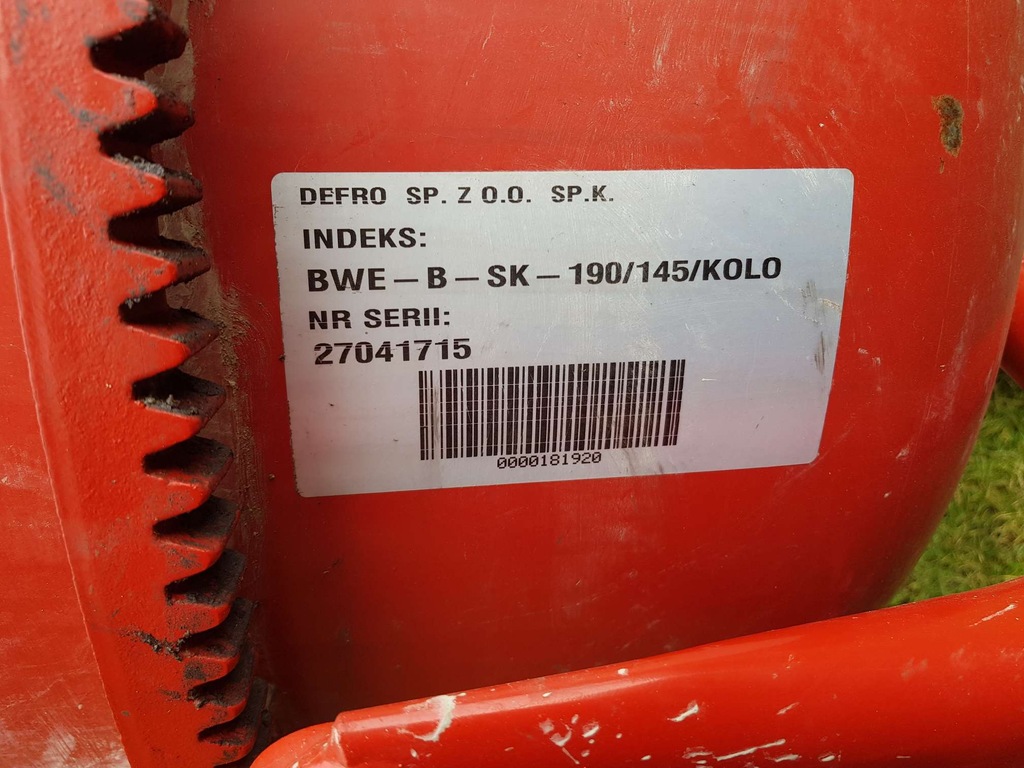 DEFRO SP. Z O.O. SP.K.
INDEKS:
BWE – B – SK – 190/145/KOLO
NR SERII:
27041715
0000181920